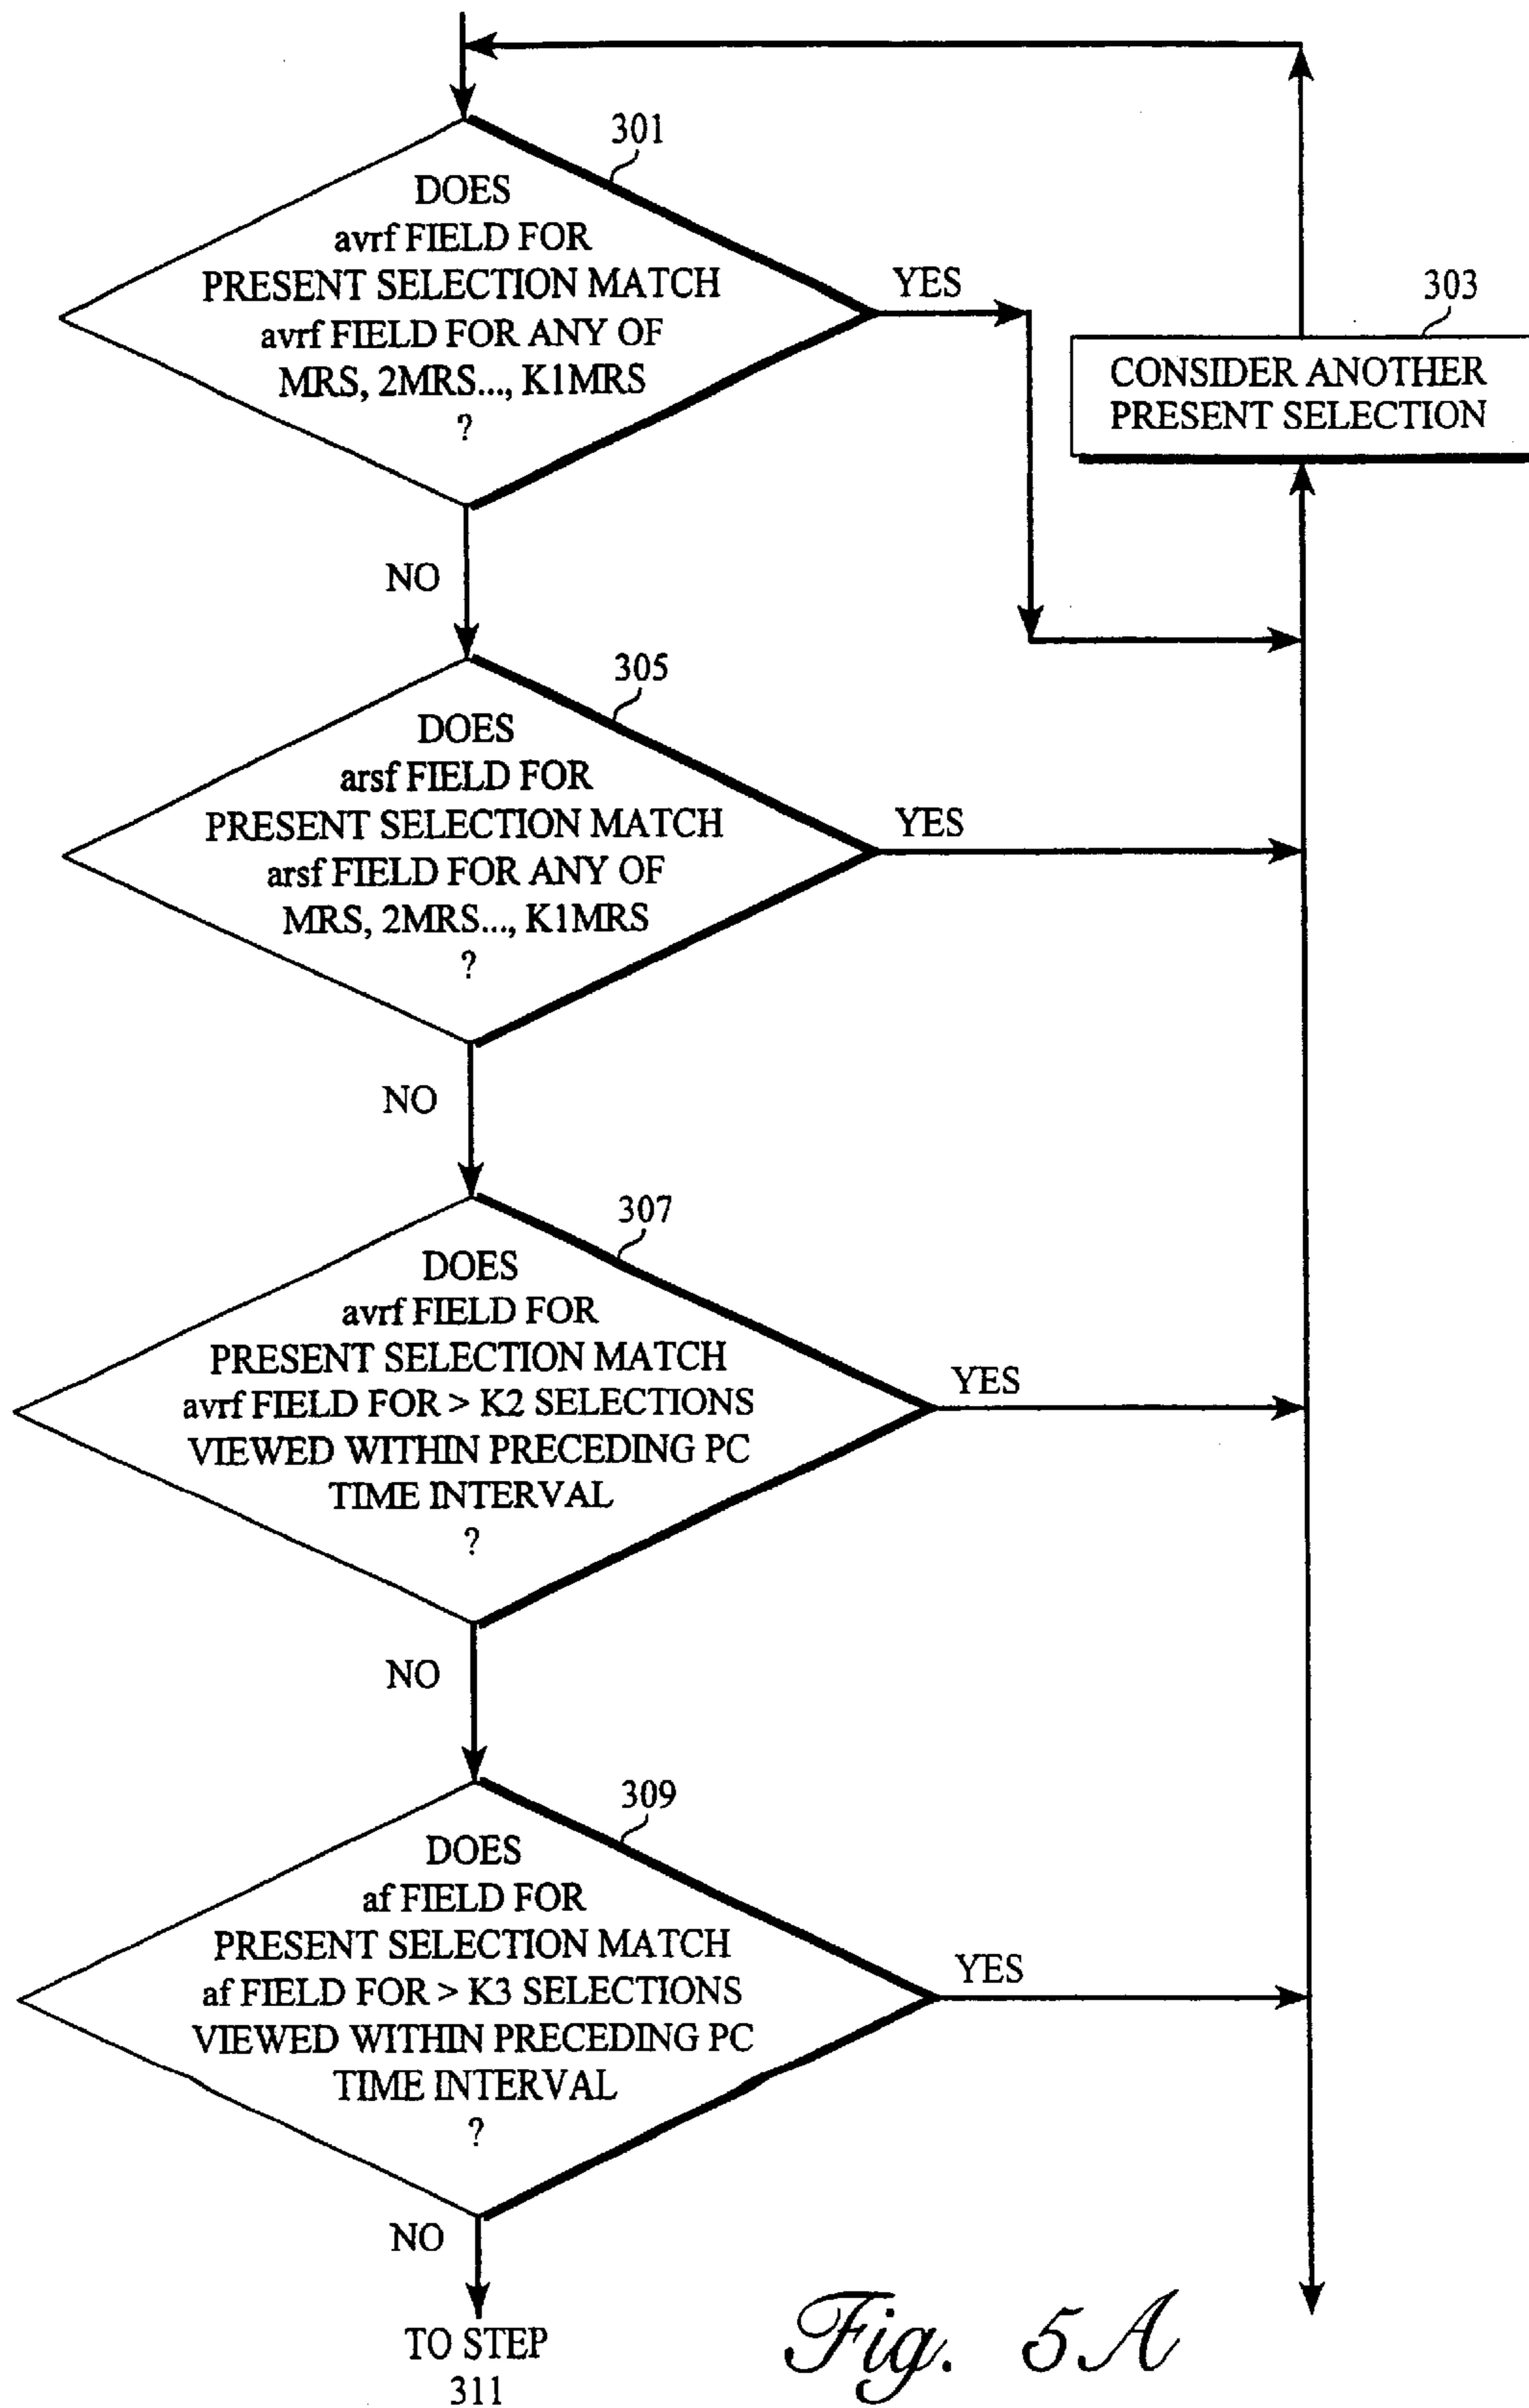 301
DOES
avrf FIELD FOR
PRESENT SELECTION MATCH
avrf FIELD FOR ANY OF
MRS, 2MRS..., K1MRS
?
YES
303
CONSIDER ANOTHER
PRESENT SELECTION
NO
305
DOES
arsf FIELD FOR
PRESENT SELECTION MATCH
arsf FIELD FOR ANY OF
MRS, 2MRS..., K1MRS
?
YES
NO
307
DOES
avrf FIELD FOR
PRESENT SELECTION MATCH
avrf FIELD FOR > K2 SELECTIONS
VIEWED WITHIN PRECEDING PC
TIME INTERVAL
?
YES
NO
309
DOES
af FIELD FOR
PRESENT SELECTION MATCH
af FIELD FOR > K3 SELECTIONS
VIEWED WITHIN PRECEDING PC
TIME INTERVAL
?
YES
NO
TO STEP
311
Fig. 5A